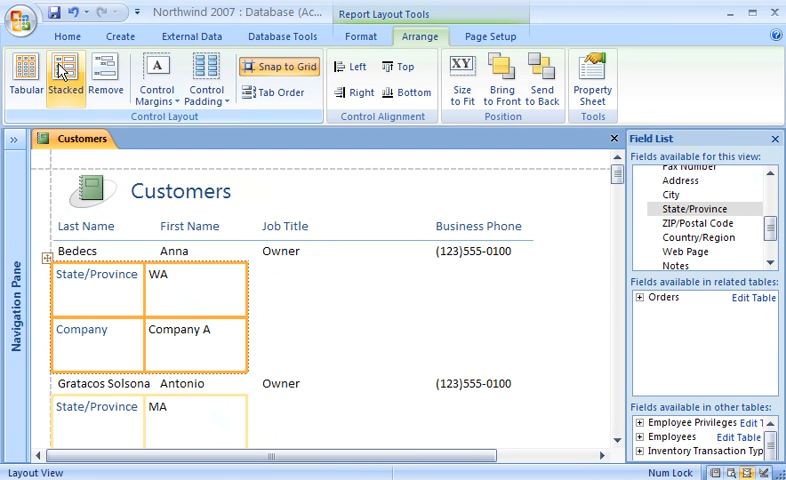 Northwind 2007 : Database (Ac...
Report Layout Tools
Home
Create
External Data
Database Tools
Format
Arrange
Page Setup
Tabular
Stacked
Remove
A
Control
Margins
Control
Padding
Snap to Grid
Tab Order
Control Layout
Left
Top
Right
Bottom
Control Alignment
XY
Size
to Fit
Bring
to Front
Send
to Back
Position
Property
Sheet
Tools
Customers
Navigation Pane
Customers
Last Name First Name Job Title Business Phone
Bedecs Anna Owner (123)555-0100
State/Province WA
Company Company A
Gratacos Solsona Antonio Owner (123)555-0100
State/Province MA
Field List
Fields available for this view:
Fax Number
Address
City
State/Province
ZIP/Postal Code
Country/Region
Web Page
Notes
Fields available in related tables:
Orders Edit Table
Fields available in other tables:
Employee Privileges Edit T
Employees Edit Table
Inventory Transaction Typ
Layout View
Num Lock